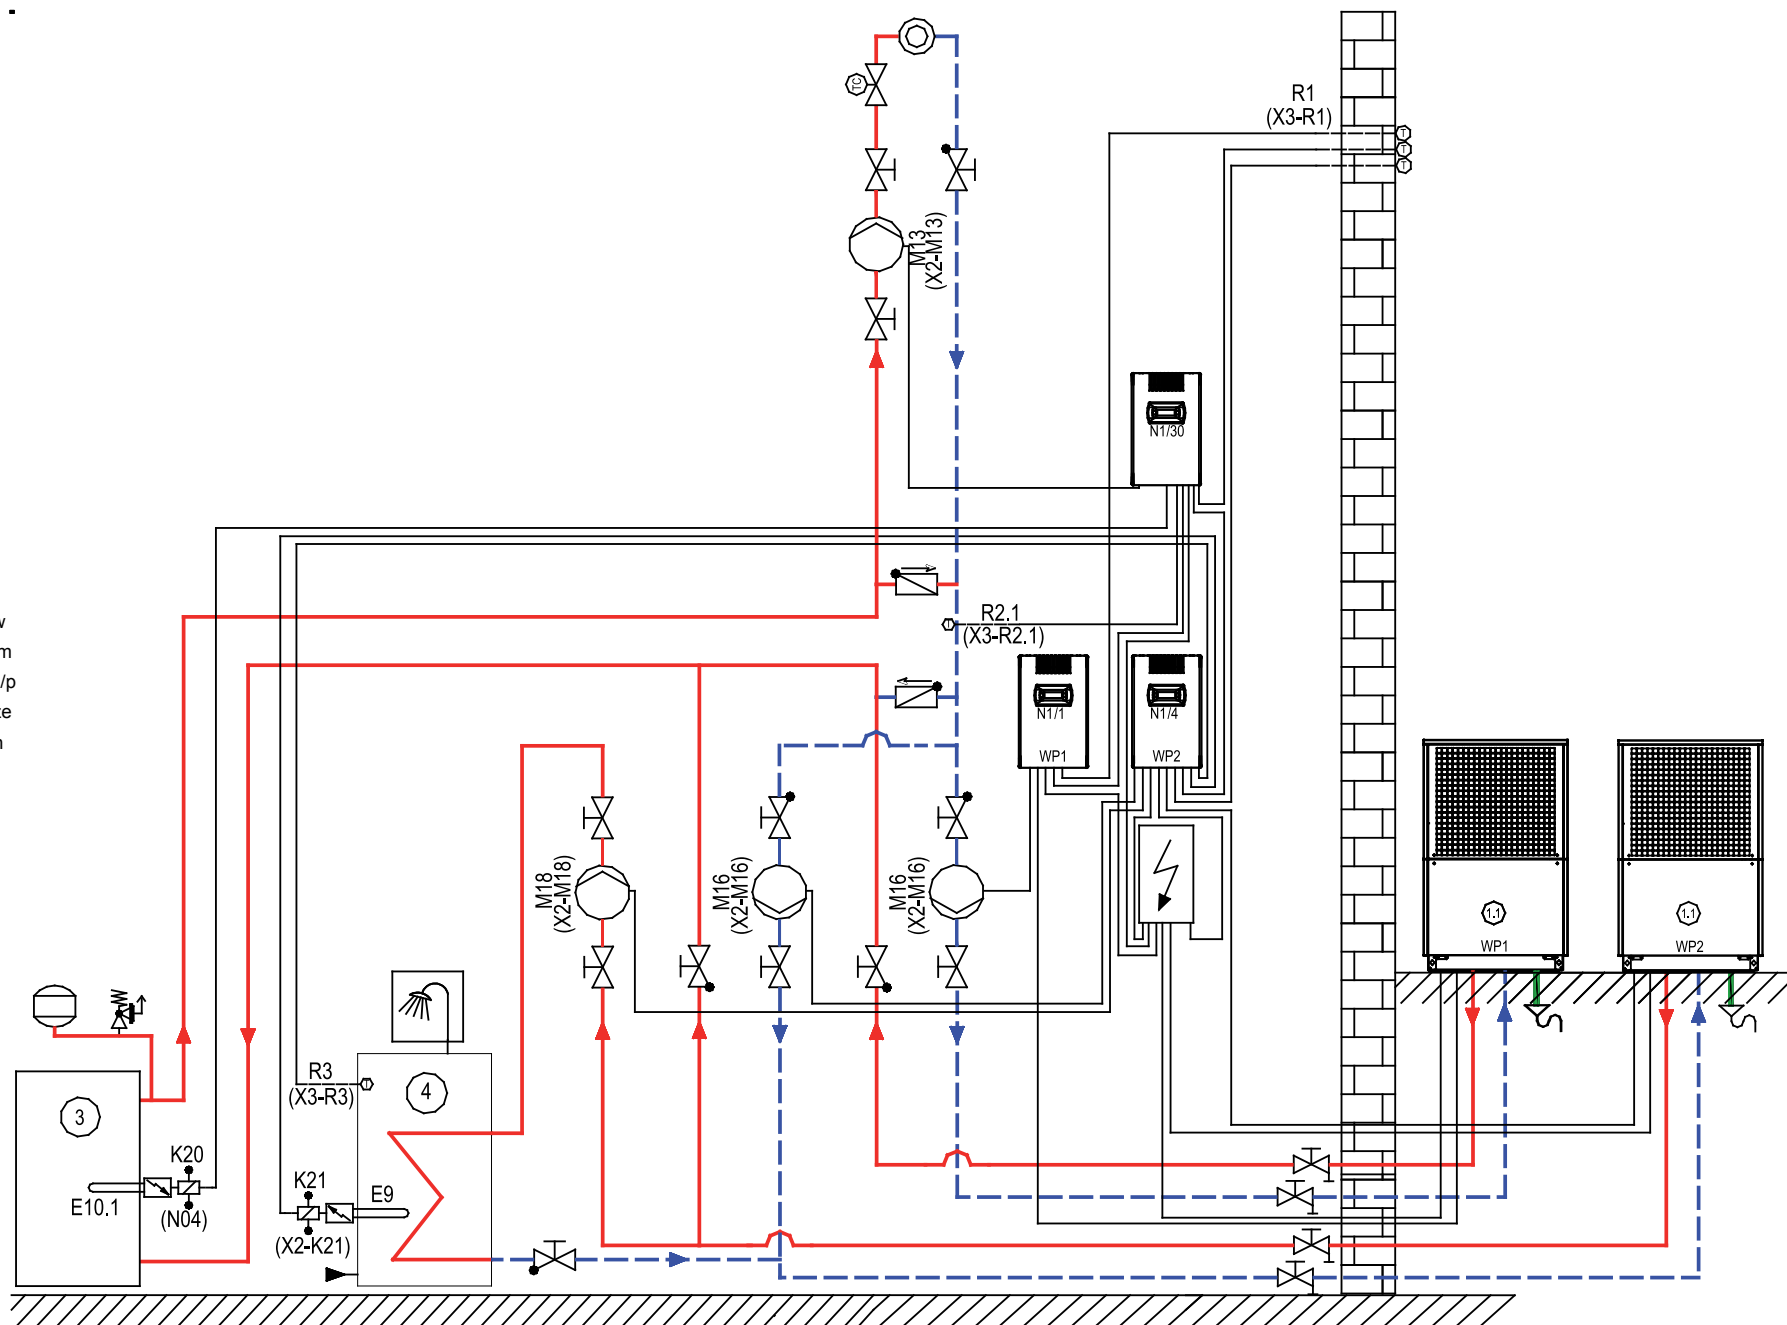 TC
R1
(X3-R1)
T
T
T
M13
(X2-M13)
N1/30
w
m
/p
te
n
R2.1
(X3-R2.1)
T
N1/1
WP1
N1/4
WP2
M18
(X2-M18)
M16
(X2-M16)
M16
(X2-M16)
1.1
WP1
1.1
WP2
R3
(X3-R3)
T
3
4
K20
E10.1
(N04)
K21
E9
(X2-K21)